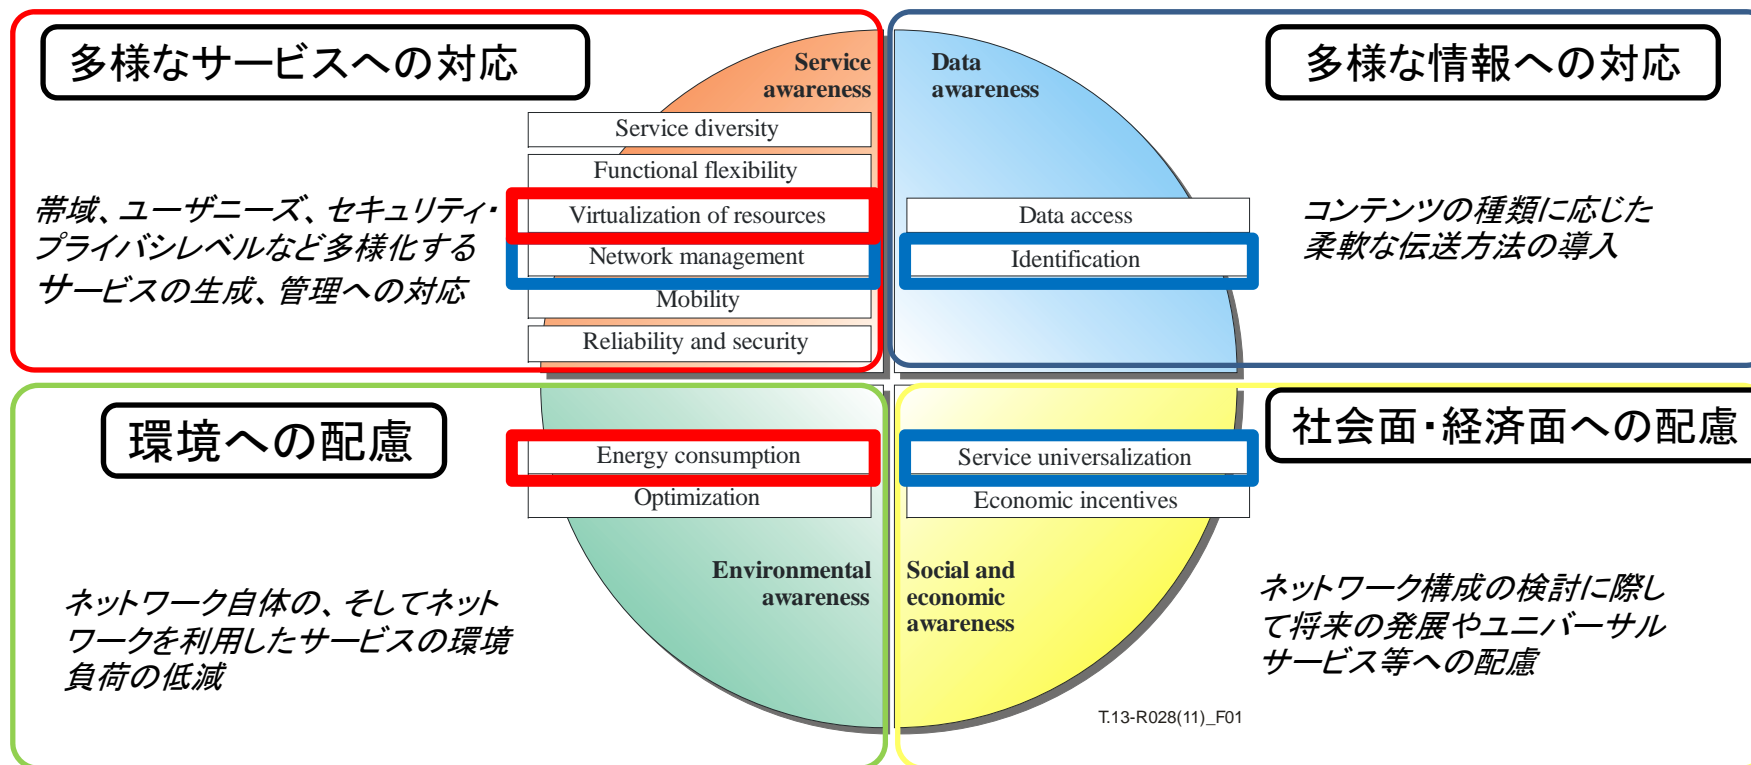 多様なサービスへの対応
Service
awareness
Service diversity
Functional flexibility
Virtualization of resources
Network management
Mobility
Reliability and security
帯域、ユーザニーズ、セキュリティ・
プライバシレベルなど多様化する
サービスの生成、管理への対応
Data
awareness
多様な情報への対応
Data access
Identification
コンテンツの種類に応じた
柔軟な伝送方法の導入
環境への配慮
Energy consumption
Optimization
Environmental
awareness
ネットワーク自体の、そしてネット
ワークを利用したサービスの環境
負荷の低減
社会面・経済面への配慮
Service universalization
Economic incentives
Social and
economic
awareness
ネットワーク構成の検討に際し
て将来の発展やユニバーサル
サービス等への配慮
T.13-R028(11)_F01